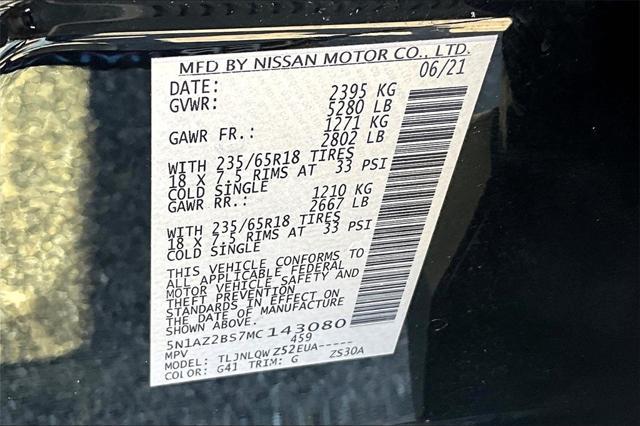 MFD BY NISSAN MOTOR CO., LTD.
DATE: 06/21
GVWR: 2395 KG
5280 LB
GAWR FR.: 1271 KG
2802 LB
WITH 235/65R18 TIRES
18 X 7.5 RIMS AT 33 PSI
COLD SINGLE
GAWR RR.: 1210 KG
2667 LB
WITH 235/65R18 TIRES
18 X 7.5 RIMS AT 33 PSI
COLD SINGLE
THIS VEHICLE CONFORMS TO
ALL APPLICABLE FEDERAL
MOTOR VEHICLE SAFETY AND
THEFT PREVENTION
STANDARDS IN EFFECT ON
THE DATE OF MANUFACTURE
SHOWN ABOVE.
5N1AZ2BS7MC143080
MPV 459
MODEL: TLJNLQWZ52EUA-----
COLOR: G41 TRIM: G ZS30A